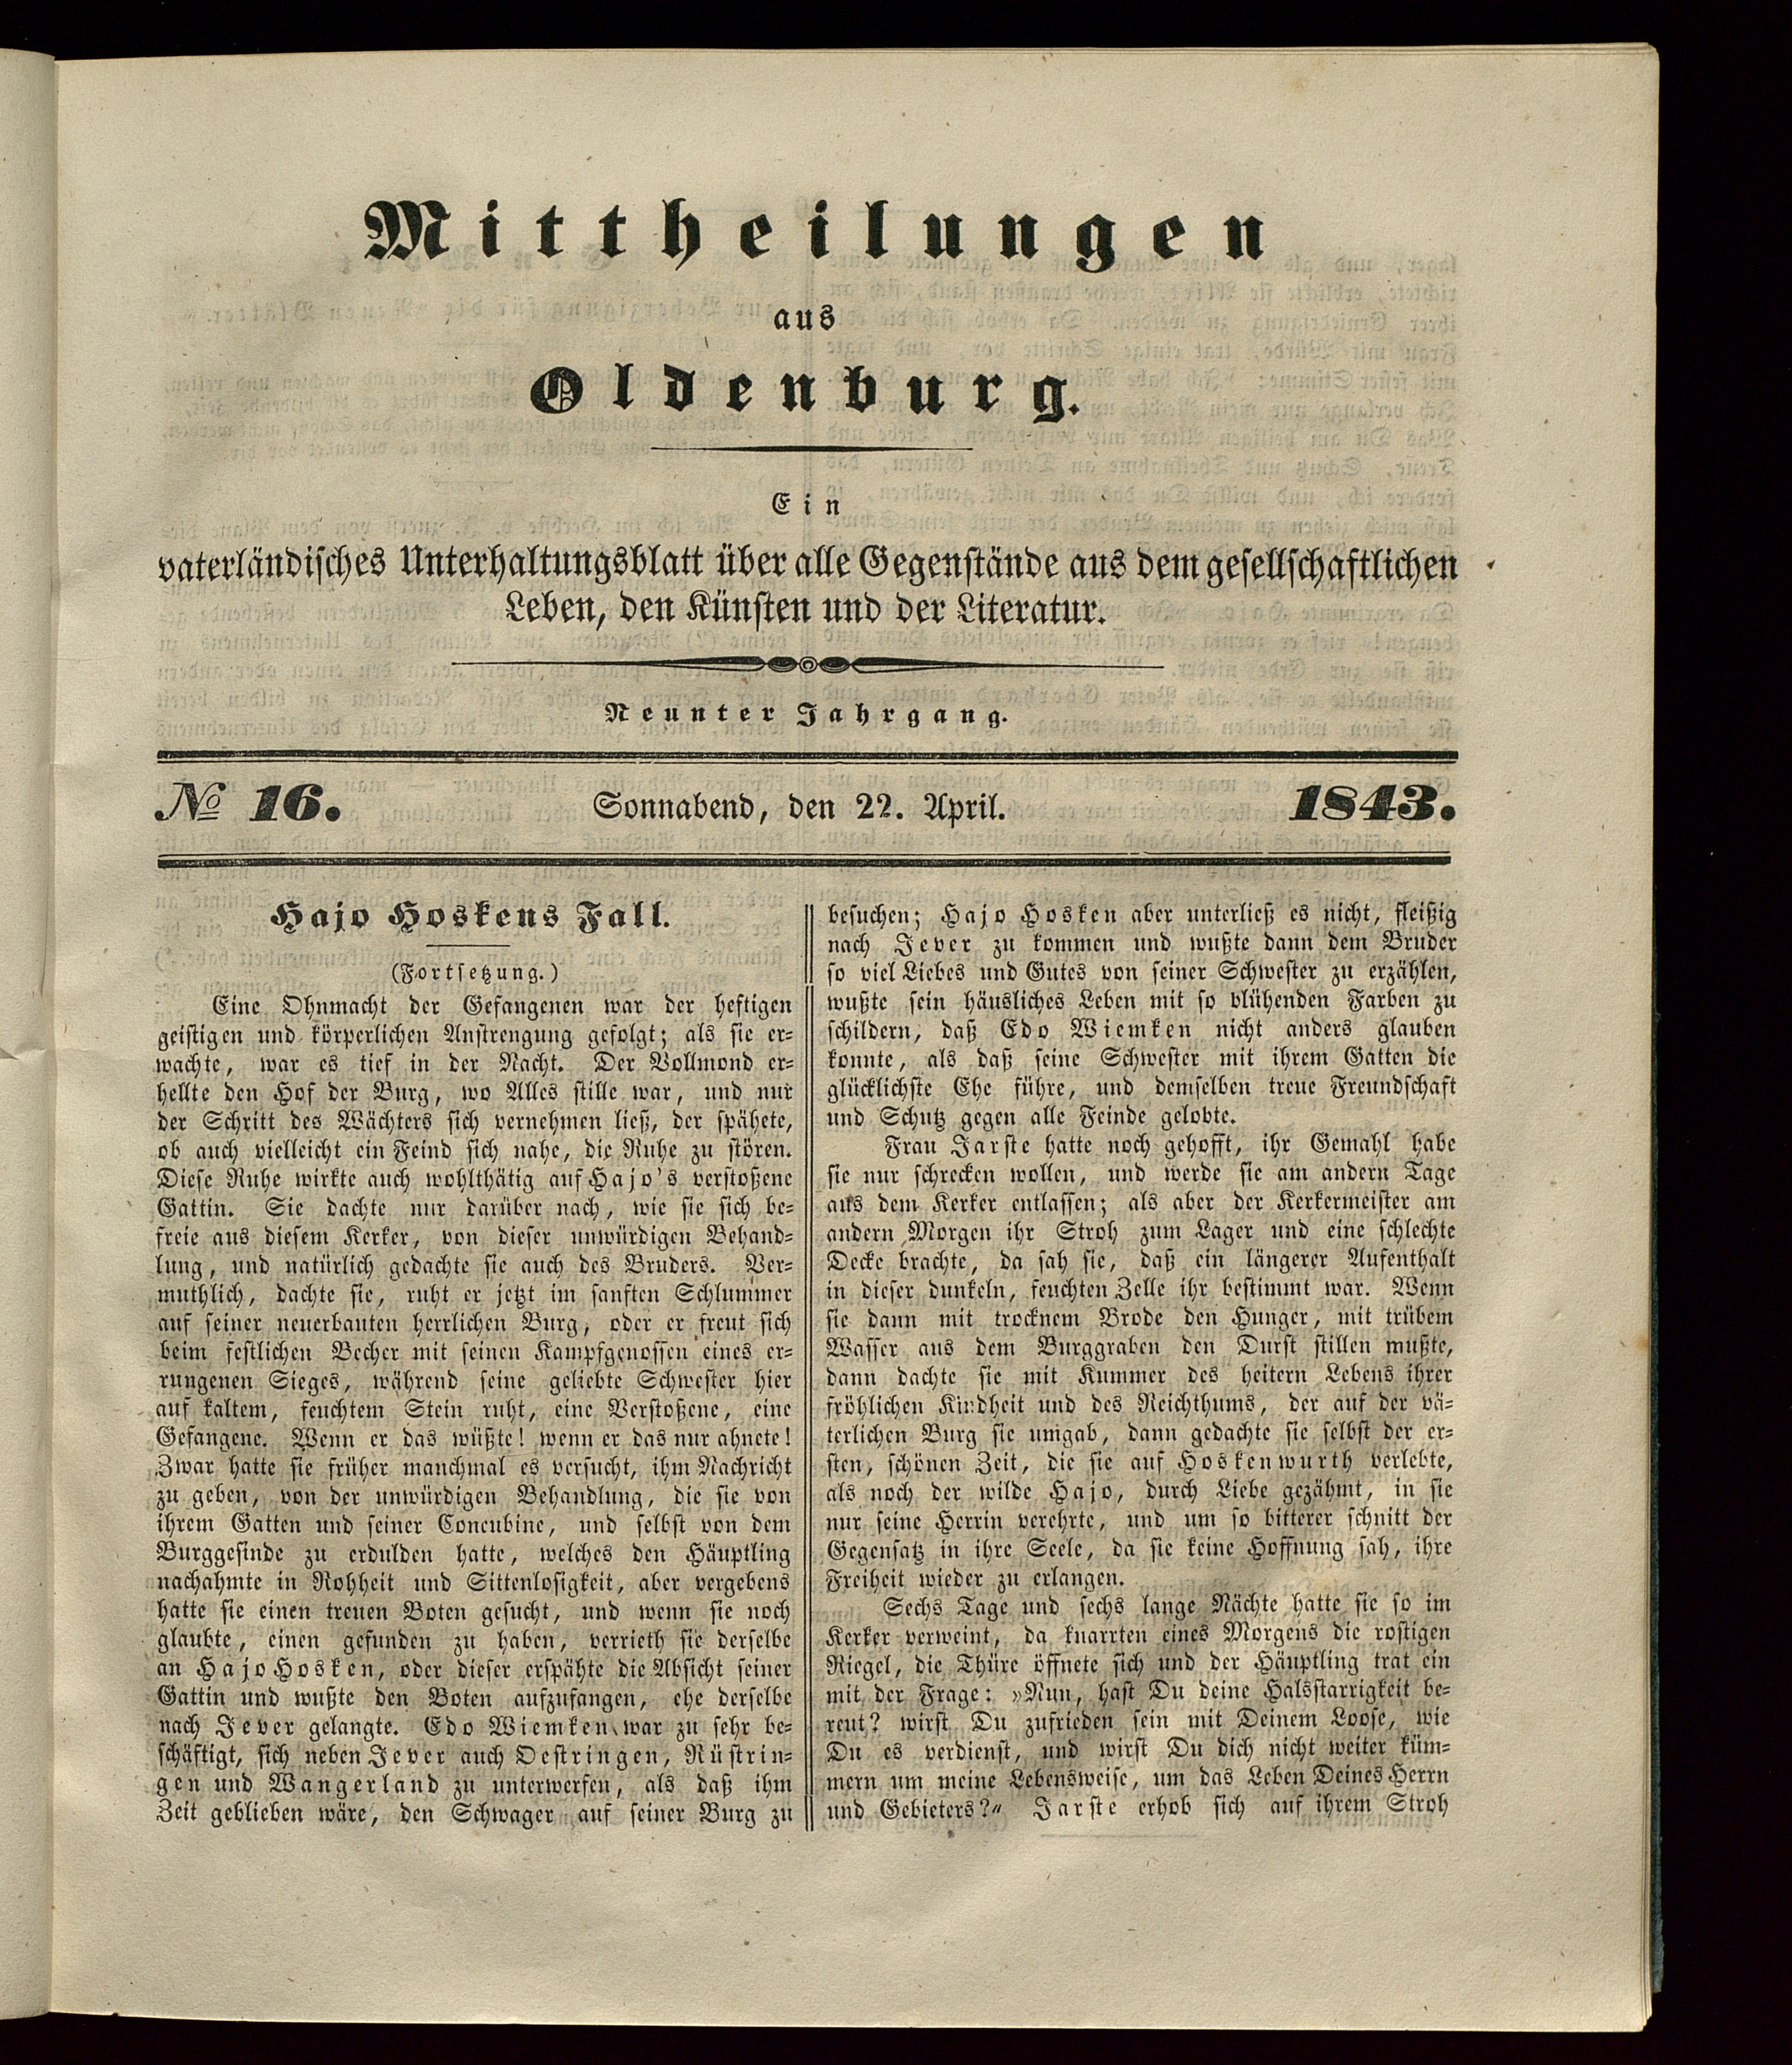 Mittheilungen
aus
Oldenburg.
Ein
vaterländisches Unterhaltungsblatt über alle Gegenstände aus dem gesellschaftlichen
Leben, den Künsten und der Literatur.
Neunter Jahrgang.
№ 16. Sonnabend, den 22. April. 1843.
Hajo Hoskens Fall.
(Fortsetzung.)
Eine Ohnmacht der Gefangenen war der heftigen
geistigen und körperlichen Anstrengung gefolgt; als sie er-
wachte, war es tief in der Nacht. Der Vollmond er-
hellte den Hof der Burg, wo Alles stille war, und nur
der Schritt des Wächters sich vernehmen ließ, der spähete,
ob auch vielleicht ein Feind sich nahe, die Ruhe zu stören.
Diese Ruhe wirkte auch wohlthätig auf Hajo's verstoßene
Gattin. Sie dachte nur darüber nach, wie sie sich be-
freie aus diesem Kerker, von dieser unwürdigen Behand-
lung, und natürlich gedachte sie auch des Bruders. Ver-
muthlich, dachte sie, ruht er jetzt im sanften Schlummer
auf seiner neuerbauten herrlichen Burg, oder er freut sich
beim festlichen Becher mit seinen Kampfgenossen eines er-
rungenen Sieges, während seine geliebte Schwester hier
auf kaltem, feuchtem Stein ruht, eine Verstoßene, eine
Gefangene. Wenn er das wüßte! wenn er das nur ahnete!
Zwar hatte sie früher manchmal es versucht, ihm Nachricht
zu geben, von der unwürdigen Behandlung, die sie von
ihrem Gatten und seiner Concubine, und selbst von dem
Burggesinde zu erdulden hatte, welches den Häuptling
nachahmte in Rohheit und Sittenlosigkeit, aber vergebens
hatte sie einen treuen Boten gesucht, und wenn sie noch
glaubte, einen gefunden zu haben, verrieth sie derselbe
an Hajo Hosken, oder dieser erspähte die Absicht seiner
Gattin und wußte den Boten aufzufangen, ehe derselbe
nach Jever gelangte. Edo Wiemken war zu sehr be-
schäftigt, sich neben Jever auch Oestringen, Rüstrin-
gen und Wangerland zu unterwerfen, als daß ihm
Zeit geblieben wäre, den Schwager auf seiner Burg zu
besuchen; Hajo Hosken aber unterließ es nicht, fleißig
nach Jever zu kommen und wußte dann dem Bruder
so viel Liebes und Gutes von seiner Schwester zu erzählen,
wußte sein häusliches Leben mit so blühenden Farben zu
schildern, daß Edo Wiemken nicht anders glauben
konnte, als daß seine Schwester mit ihrem Gatten die
glücklichste Ehe führe, und demselben treue Freundschaft
und Schutz gegen alle Feinde gelobte.
Frau Jarste hatte noch gehofft, ihr Gemahl habe
sie nur schrecken wollen, und werde sie am andern Tage
aus dem Kerker entlassen; als aber der Kerkermeister am
andern Morgen ihr Stroh zum Lager und eine schlechte
Decke brachte, da sah sie, daß ein längerer Aufenthalt
in dieser dunkeln, feuchten Zelle ihr bestimmt war. Wenn
sie dann mit trocknem Brode den Hunger, mit trübem
Wasser aus dem Burggraben den Durst stillen mußte,
dann dachte sie mit Kummer des heitern Lebens ihrer
fröhlichen Kindheit und des Reichthums, der auf der vä-
terlichen Burg sie umgab, dann gedachte sie selbst der er-
sten, schönen Zeit, die sie auf Hoskenwurth verlebte,
als noch der wilde Hajo, durch Liebe gezähmt, in sie
nur seine Herrin verehrte, und um so bitterer schnitt der
Gegensatz in ihre Seele, da sie keine Hoffnung sah, ihre
Freiheit wieder zu erlangen.
Sechs Tage und sechs lange Nächte hatte sie so im
Kerker verweint, da knarrten eines Morgens die rostigen
Riegel, die Thüre öffnete sich und der Häuptling trat ein
mit der Frage: »Nun, hast Du deine Halsstarrigkeit be-
reut? wirst Du zufrieden sein mit Deinem Loose, wie
Du es verdienst, und wirst Du dich nicht weiter küm-
mern um meine Lebensweise, um das Leben Deines Herrn
und Gebieters?« Jarste erhob sich auf ihrem Stroh